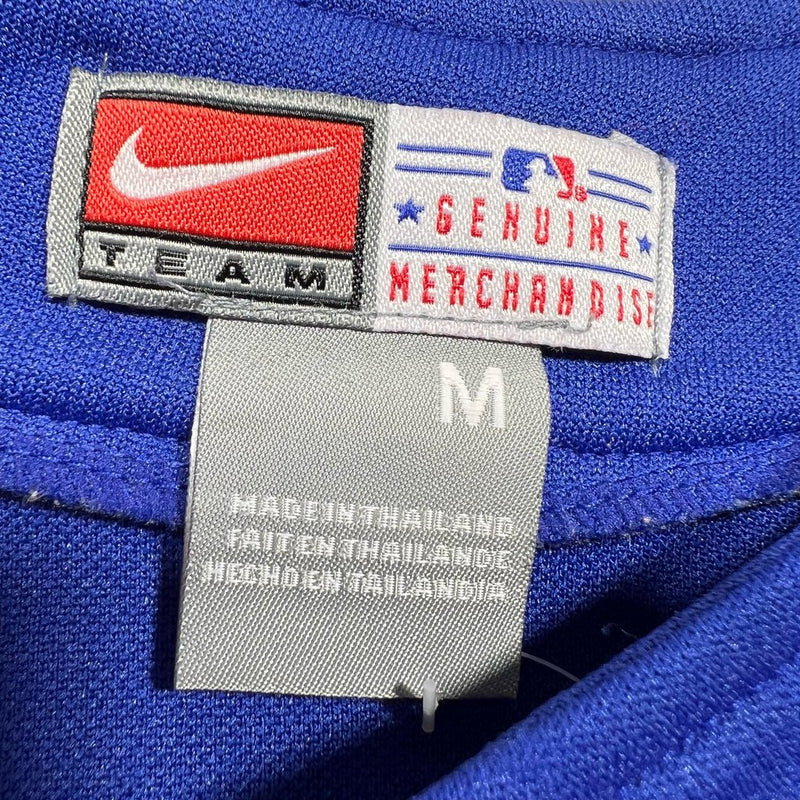 TEAM
GENUINE
MERCHANDISE
M
MADE IN THAILAND
FAIT EN THAILANDE
HECHO EN TAILANDIA